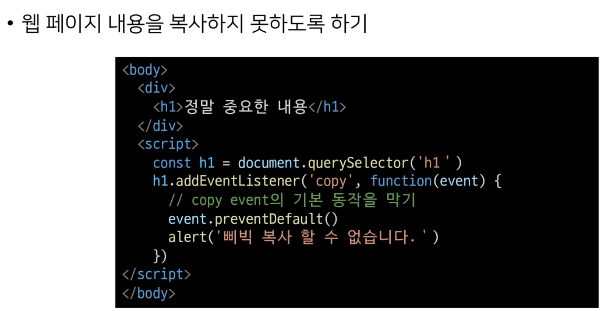 • 웹 페이지 내용을 복사하지 못하도록 하기
<body>
<div>
<h1>정말 중요한 내용</h1>
</div>
<script>
const h1 = document.querySelector('h1')
h1.addEventListener('copy', function(event) {
// copy event의 기본 동작을 막기
event.preventDefault()
alert('삐빅 복사 할 수 없습니다.')
})
</script>
</body>